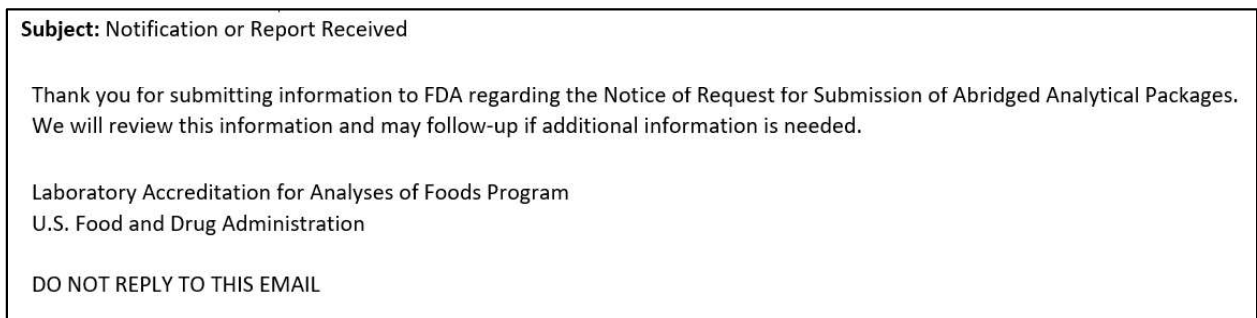 Subject: Notification or Report Received
Thank you for submitting information to FDA regarding the Notice of Request for Submission of Abridged Analytical Packages.
We will review this information and may follow-up if additional information is needed.
Laboratory Accreditation for Analyses of Foods Program
U.S. Food and Drug Administration
DO NOT REPLY TO THIS EMAIL